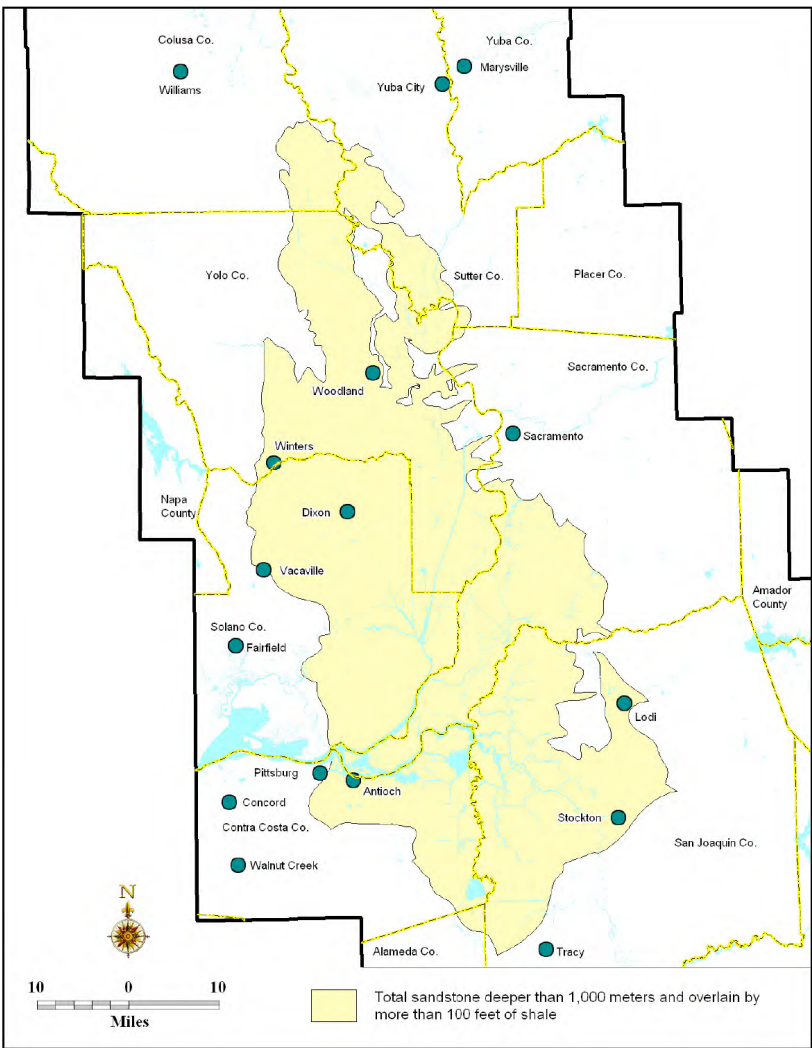 Colusa Co.
Yuba Co.
Williams
Yuba City
Marysville
Yolo Co.
Sutter Co.
Placer Co.
Woodland
Sacramento Co.
Sacramento
Winters
Napa
County
Dixon
Vacaville
Amador
County
Solano Co.
Fairfield
Lodi
Pittsburg
Antioch
Concord
Stockton
Contra Costa Co.
San Joaquin Co.
Walnut Creek
N
Alameda Co.
Tracy
10 0 10
Miles
Total sandstone deeper than 1,000 meters and overlain by
more than 100 feet of shale